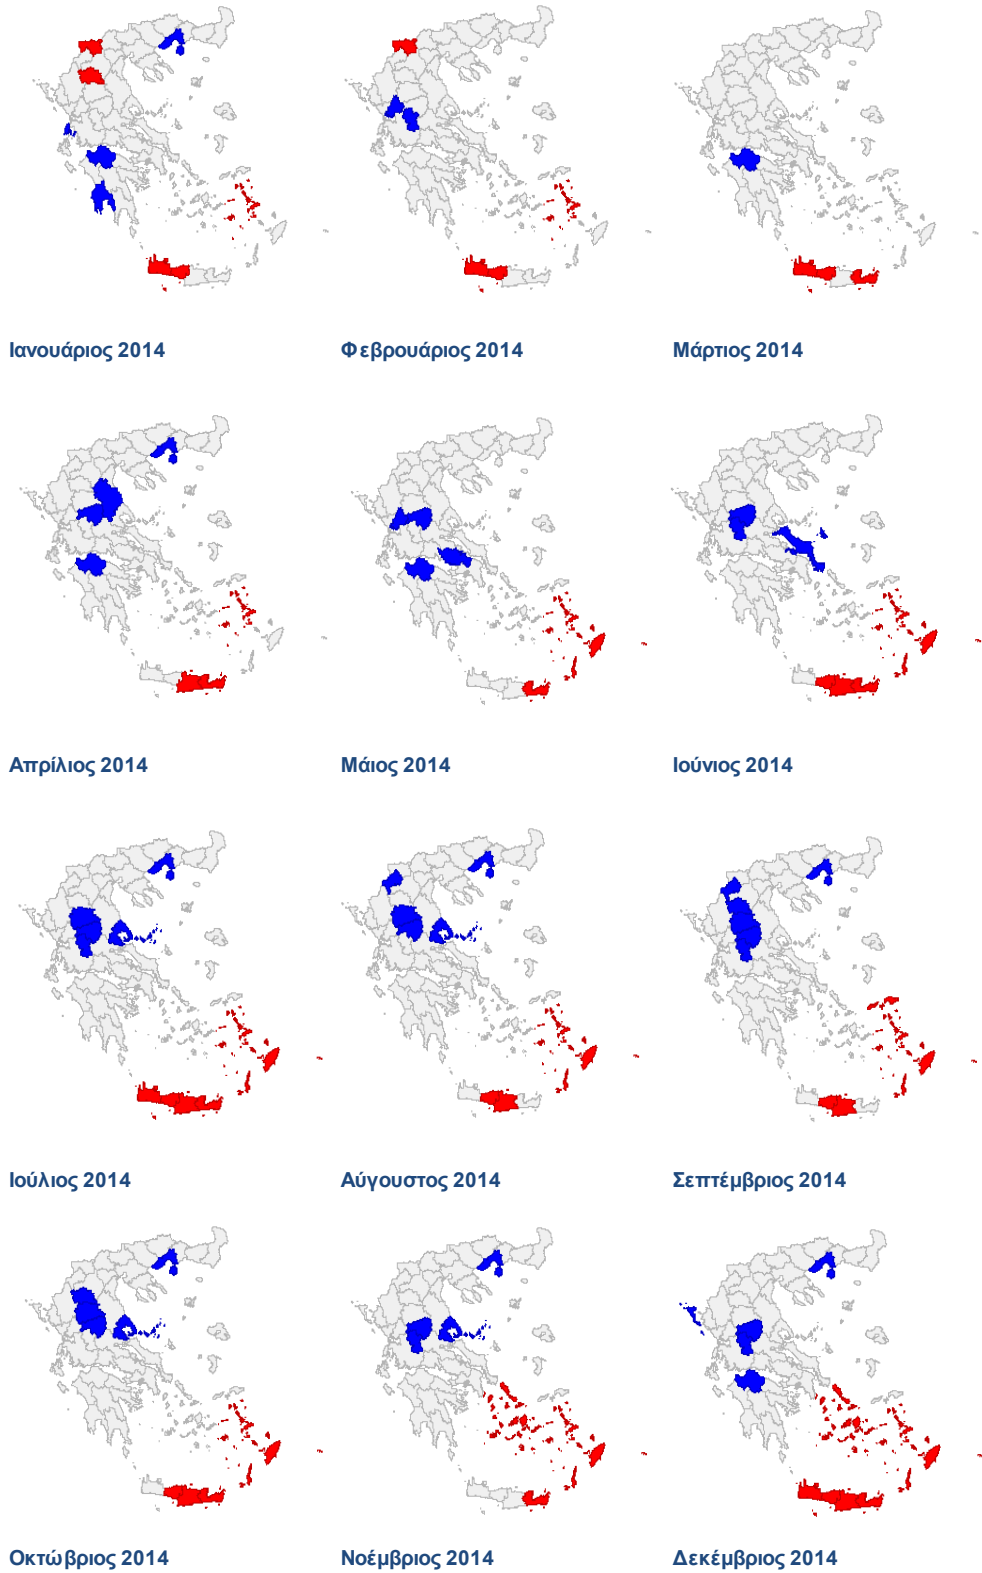 Ιανουάριος 2014
Φεβρουάριος 2014
Μάρτιος 2014
Απρίλιος 2014
Μάιος 2014
Ιούνιος 2014
Ιούλιος 2014
Αύγουστος 2014
Σεπτέμβριος 2014
Οκτώβριος 2014
Νοέμβριος 2014
Δεκέμβριος 2014